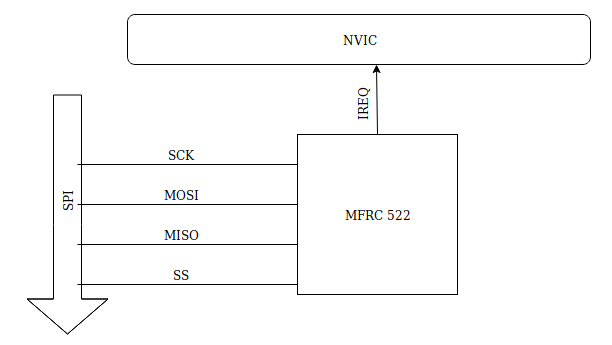 NVIC
IREQ
SCK
MOSI
MISO
SS
SPI
MFRC 522